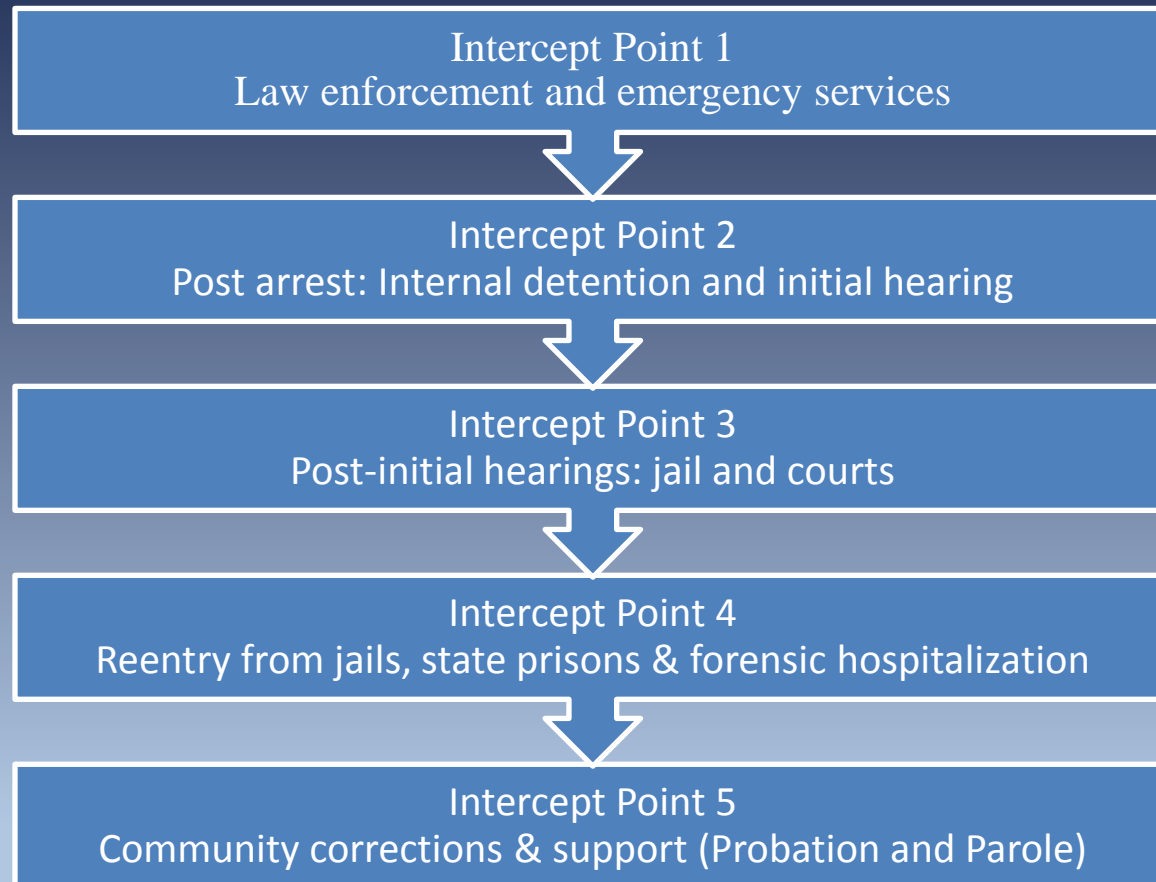 Intercept Point 1
Law enforcement and emergency services
Intercept Point 2
Post arrest: Internal detention and initial hearing
Intercept Point 3
Post-initial hearings: jail and courts
Intercept Point 4
Reentry from jails, state prisons & forensic hospitalization
Intercept Point 5
Community corrections & support (Probation and Parole)